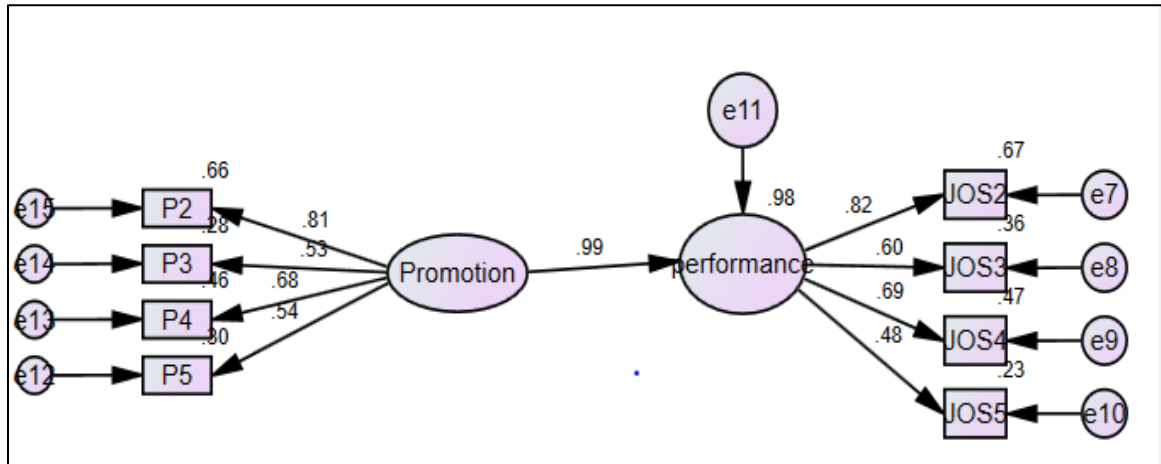 e11
.66
.67
e15
P2
.81
.98
.82
JOS2
e7
.28
.53
.36
e14
P3
Promotion
.99
performance
.60
JOS3
e8
.46
.68
.69
.47
e13
P4
.54
.48
JOS4
e9
.30
.23
e12
P5
JOS5
e10